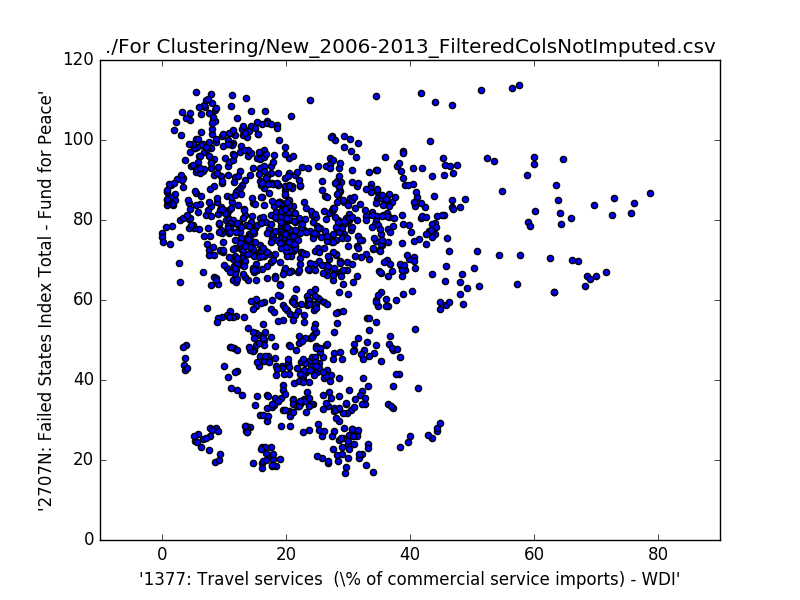 ./For Clustering/New_2006-2013_FilteredColsNotImputed.csv
120
100
80
60
40
20
0
'2707N: Failed States Index Total - Fund for Peace'
0 20 40 60 80
'1377: Travel services  (\% of commercial service imports) - WDI'